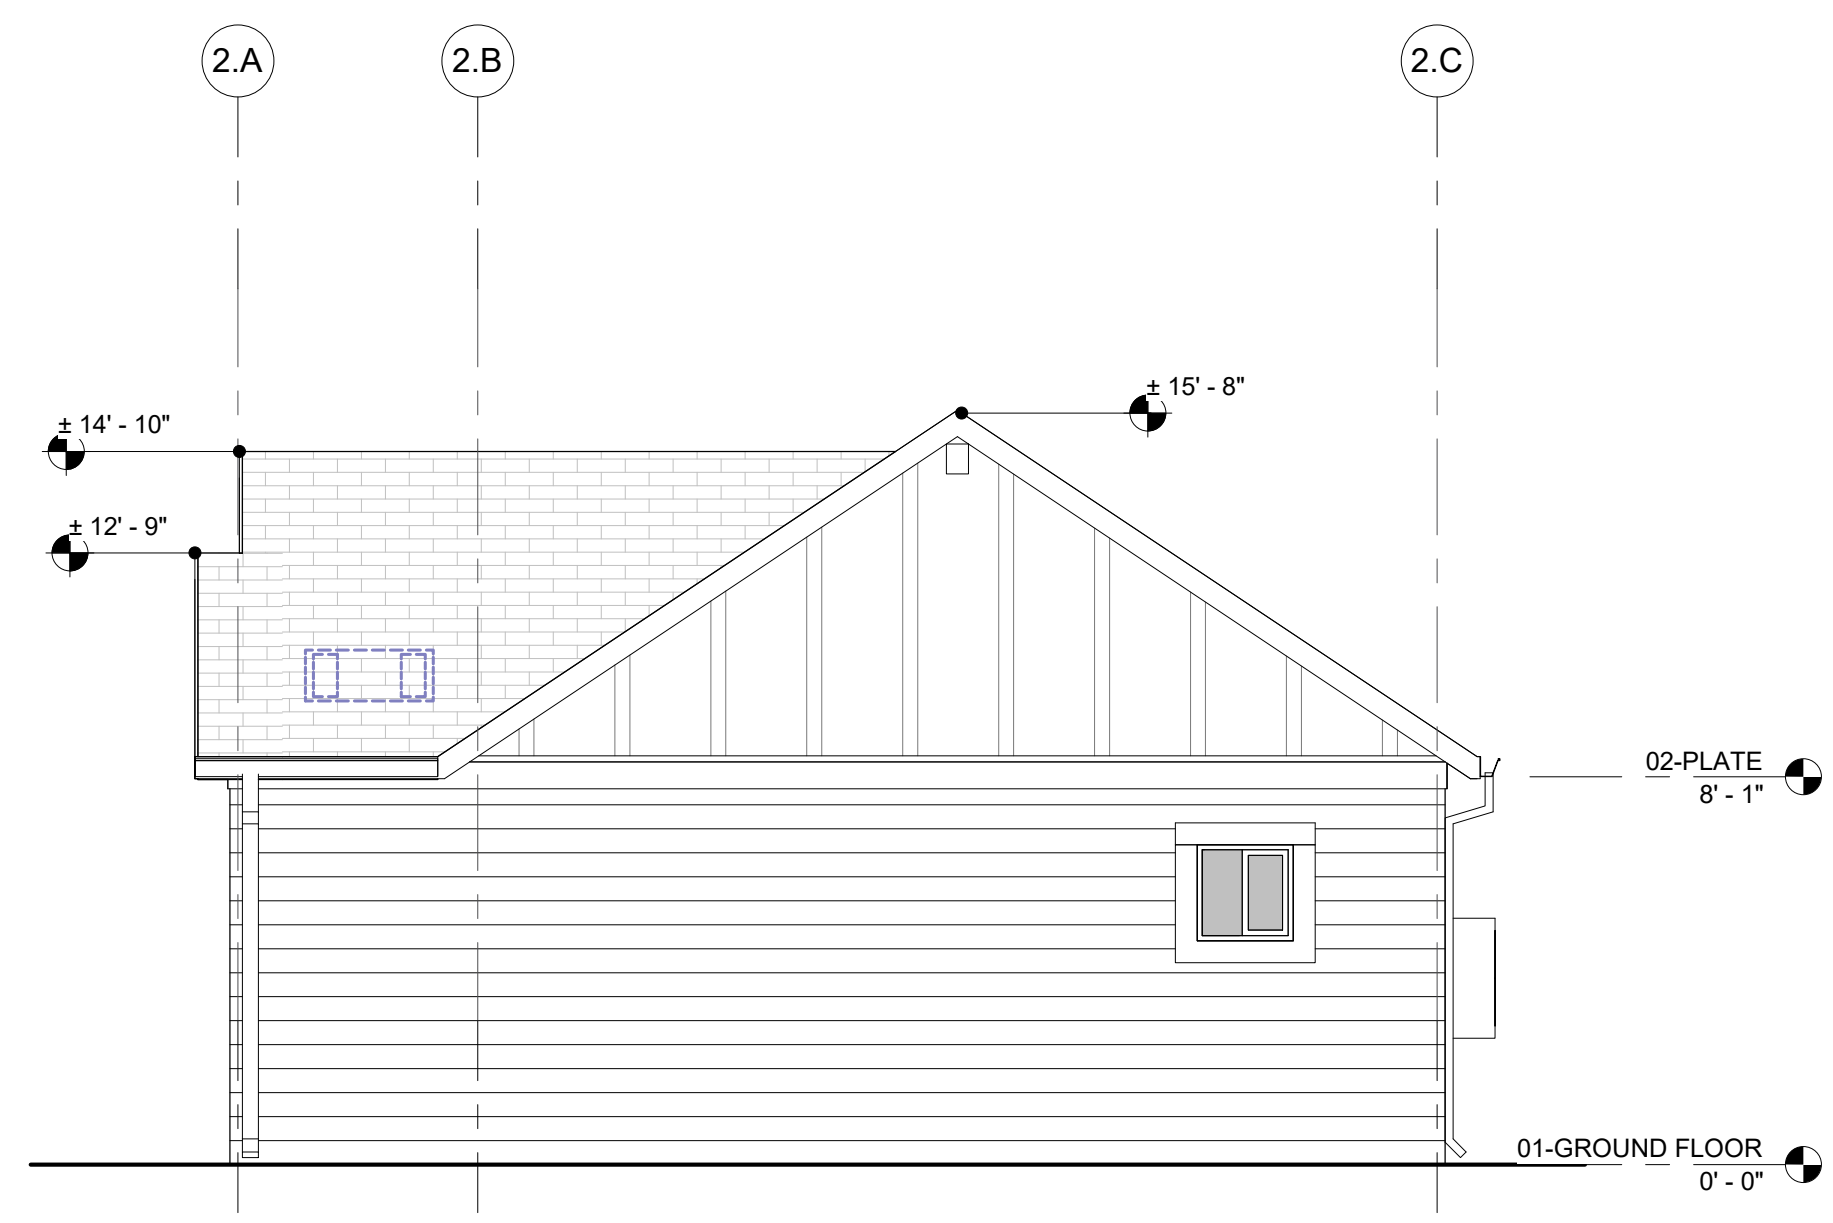 2.A
2.B
2.C
± 15' - 8"
± 14' - 10"
± 12' - 9"
02-PLATE
8' - 1"
01-GROUND FLOOR
0' - 0"